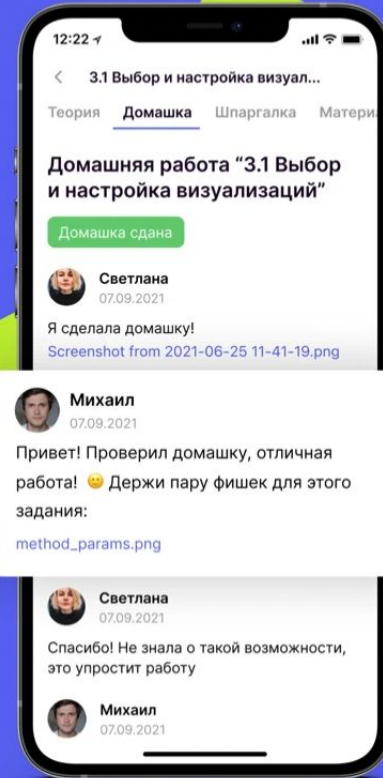 12:22
3.1 Выбор и настройка визуал...
Теория Домашка Шпаргалка Матери
Домашняя работа “3.1 Выбор
и настройка визуализаций”
Домашка сдана
Светлана
07.09.2021
Я сделала домашку!
Screenshot from 2021-06-25 11-41-19.png
Михаил
07.09.2021
Привет! Проверил домашку, отличная
работа! 🙂 Держи пару фишек для этого
задания:
method_params.png
Светлана
07.09.2021
Спасибо! Не знала о такой возможности,
это упростит работу
Михаил
07.09.2021